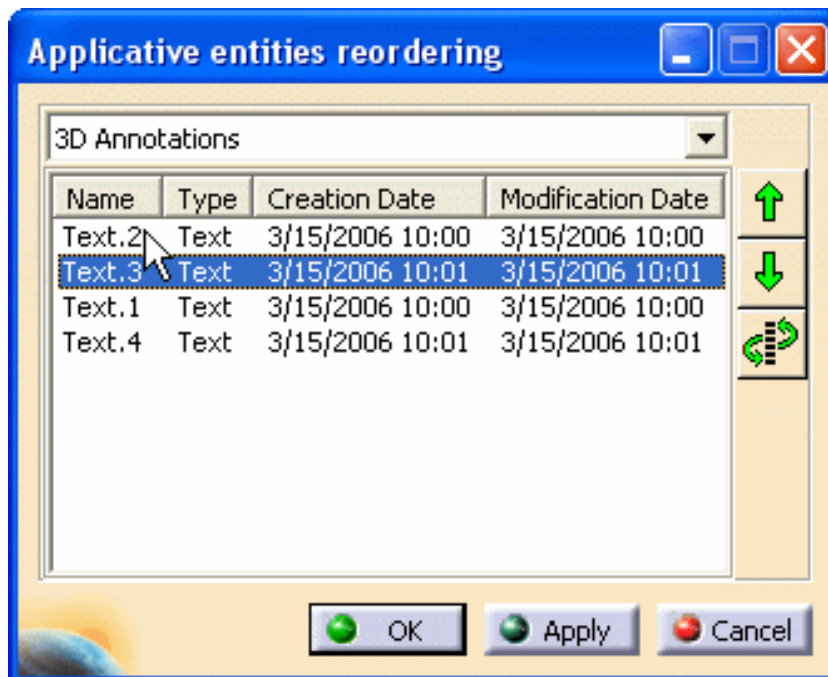 Applicative entities reordering
3D Annotations
Name Type Creation Date Modification Date
Text.2 Text 3/15/2006 10:00 3/15/2006 10:00
Text.3 Text 3/15/2006 10:01 3/15/2006 10:01
Text.1 Text 3/15/2006 10:00 3/15/2006 10:00
Text.4 Text 3/15/2006 10:01 3/15/2006 10:01
OK Apply Cancel